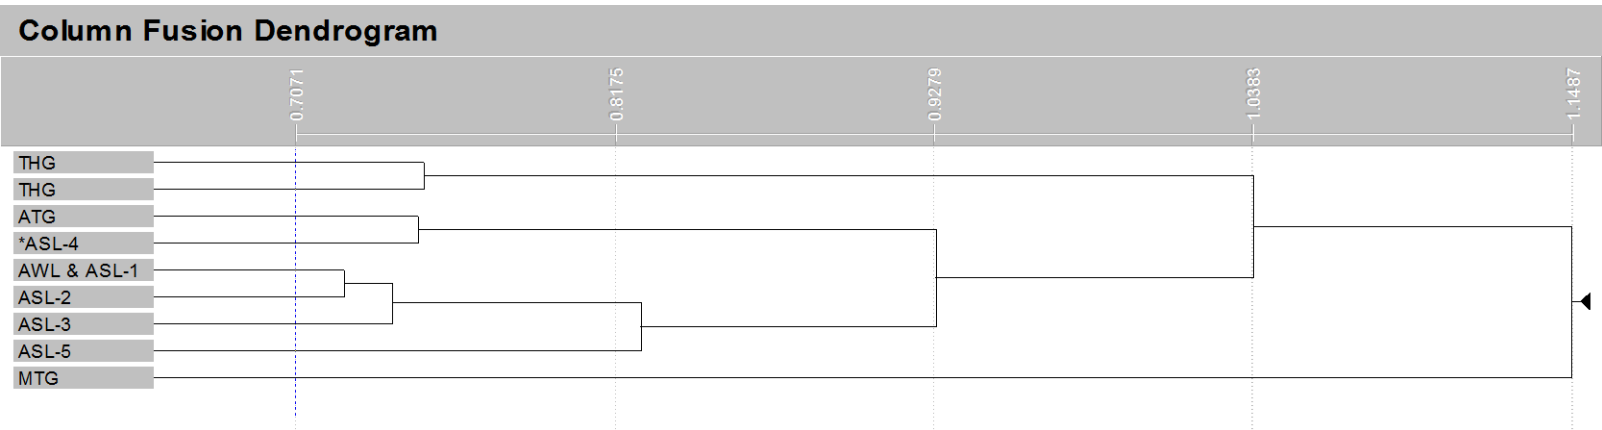 Column Fusion Dendrogram
0.7071
0.8175
0.9279
1.0383
1.1487
THG
THG
ATG
*ASL-4
AWL & ASL-1
ASL-2
ASL-3
ASL-5
MTG